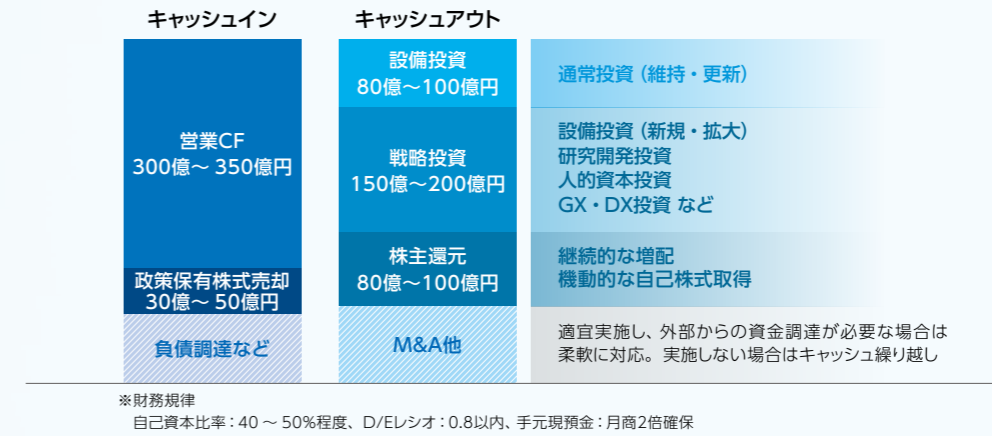 キャッシュイン
キャッシュアウト
営業CF
300億～350億円
政策保有株式売却
30億～50億円
負債調達など
設備投資
80億～100億円
戦略投資
150億～200億円
株主還元
80億～100億円
M&A他
通常投資（維持・更新）
設備投資（新規・拡大）
研究開発投資
人的資本投資
GX・DX投資 など
継続的な増配
機動的な自己株式取得
適宜実施し、外部からの資金調達が必要な場合は
柔軟に対応。実施しない場合はキャッシュ繰り越し
※財務規律
自己資本比率：40 ～ 50%程度、D/Eレシオ：0.8以内、手元現預金：月商2倍確保